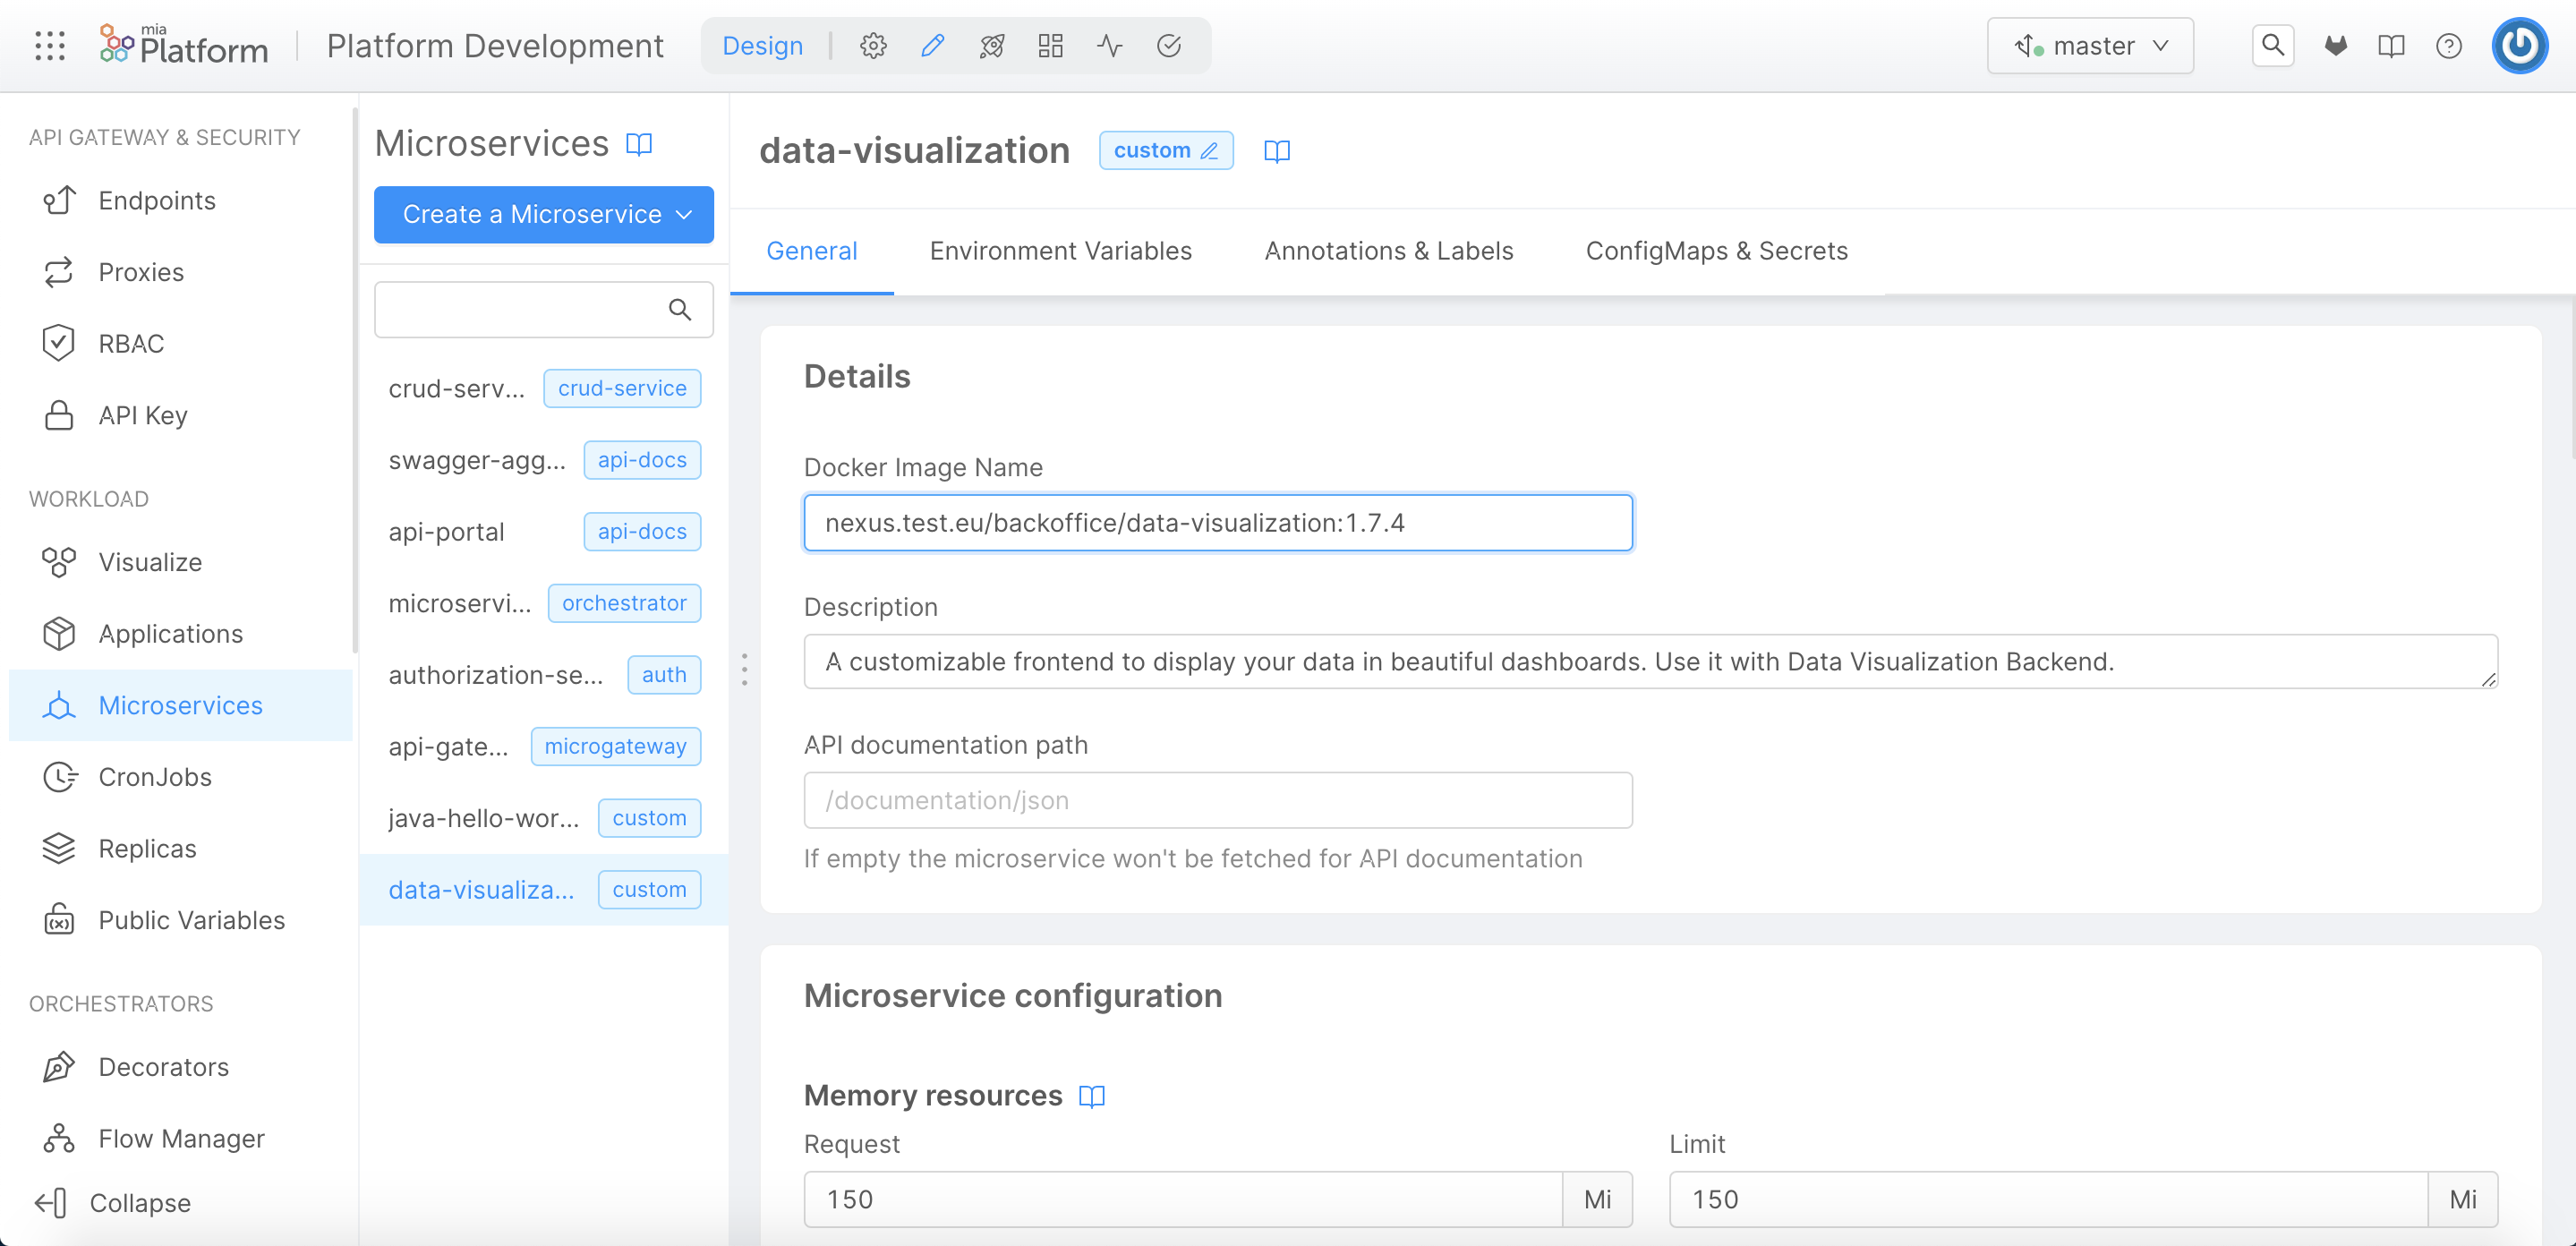 mia
Platform
Platform Development
Design
master
API GATEWAY & SECURITY
Endpoints
Proxies
RBAC
API Key
WORKLOAD
Visualize
Applications
Microservices
CronJobs
Replicas
Public Variables
ORCHESTRATORS
Decorators
Flow Manager
Collapse
Microservices
Create a Microservice
crud-serv... crud-service
swagger-agg... api-docs
api-portal api-docs
microservi... orchestrator
authorization-se... auth
api-gate... microgateway
java-hello-wor... custom
data-visualiza... custom
data-visualization custom
General Environment Variables Annotations & Labels ConfigMaps & Secrets
Details
Docker Image Name
nexus.test.eu/backoffice/data-visualization:1.7.4
Description
A customizable frontend to display your data in beautiful dashboards. Use it with Data Visualization Backend.
API documentation path
/documentation/json
If empty the microservice won't be fetched for API documentation
Microservice configuration
Memory resources
Request Limit
150 Mi 150 Mi